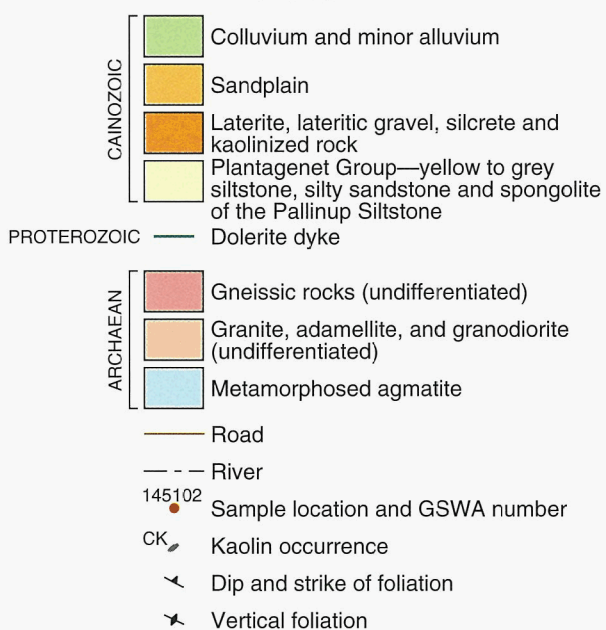 CAINOZOIC
Colluvium and minor alluvium
Sandplain
Laterite, lateritic gravel, silcrete and
kaolinized rock
Plantagenet Group—yellow to grey
siltstone, silty sandstone and spongolite
of the Pallinup Siltstone
PROTEROZOIC Dolerite dyke
ARCHAEAN
Gneissic rocks (undifferentiated)
Granite, adamellite, and granodiorite
(undifferentiated)
Metamorphosed agmatite
Road
River
145102
Sample location and GSWA number
CK
Kaolin occurrence
Dip and strike of foliation
Vertical foliation